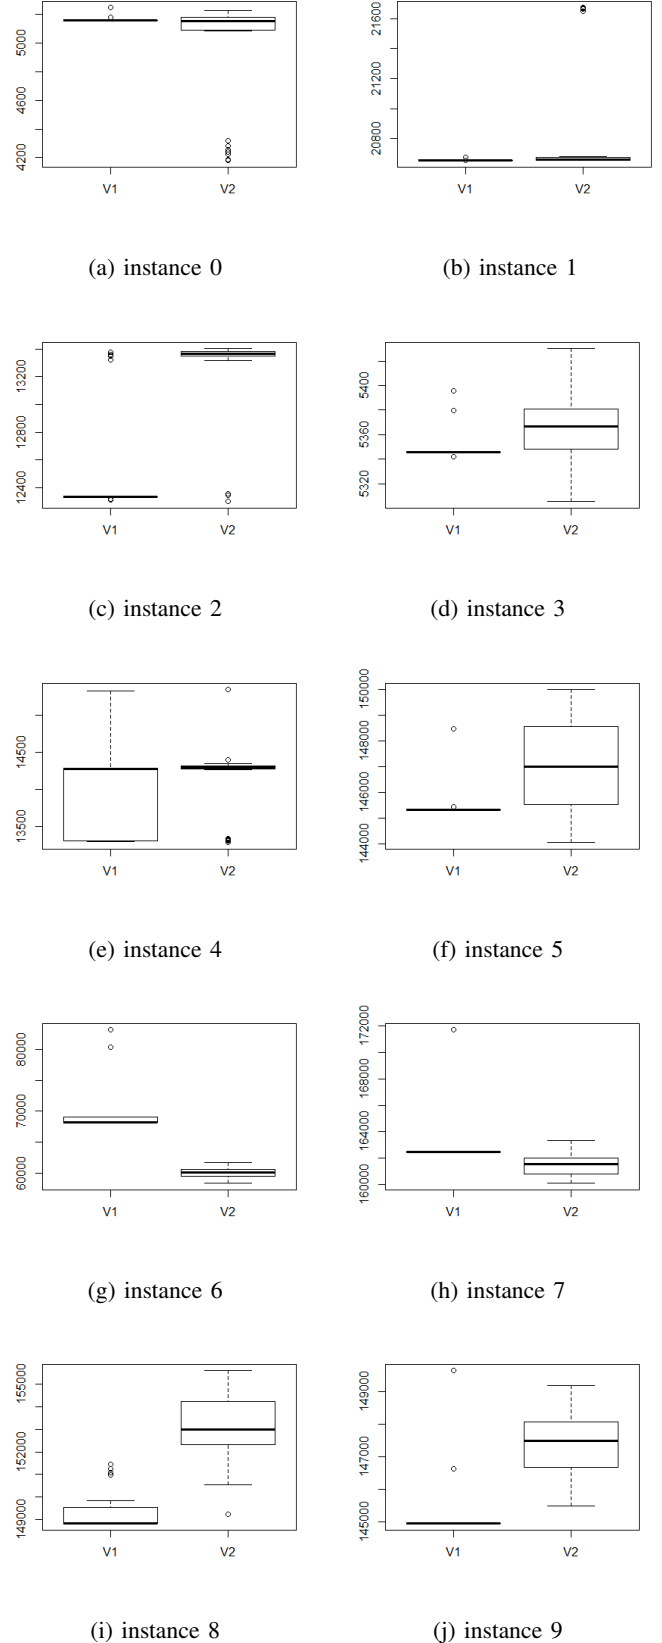 5000
4600
4200
V1 V2
(a) instance 0
21600
21200
20800
V1 V2
(b) instance 1
13200
12800
12400
V1 V2
(c) instance 2
5400
5360
5320
V1 V2
(d) instance 3
14500
13500
V1 V2
(e) instance 4
150000
148000
146000
144000
V1 V2
(f) instance 5
80000
70000
60000
V1 V2
(g) instance 6
172000
168000
164000
160000
V1 V2
(h) instance 7
155000
152000
149000
V1 V2
(i) instance 8
149000
147000
145000
V1 V2
(j) instance 9